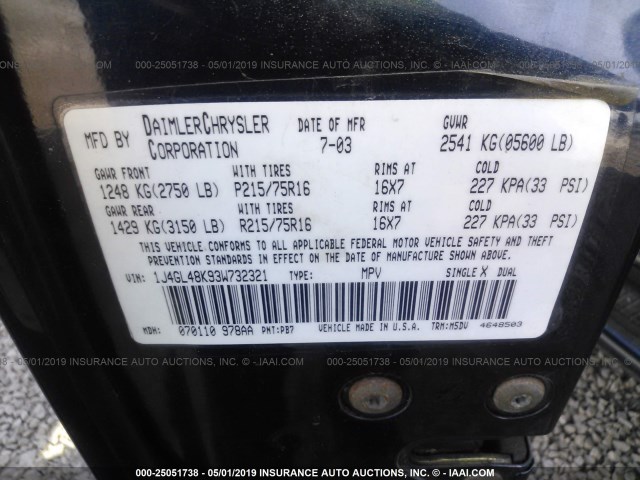 000-25051738 - 05/01/2019 INSURANCE AUTO AUCTIONS, INC. - © IAAI.COM
MFD BY DAIMLERCHRYSLER CORPORATION DATE OF MFR 7-03 GVWR 2541 KG(05600 LB)
GAWR FRONT WITH TIRES RIMS AT COLD
1248 KG(2750 LB) P215/75R16 16X7 227 KPA(33 PSI)
GAWR REAR WITH TIRES RIMS AT COLD
1429 KG(3150 LB) R215/75R16 16X7 227 KPA(33 PSI)
THIS VEHICLE CONFORMS TO ALL APPLICABLE FEDERAL MOTOR VEHICLE SAFETY AND THEFT
PREVENTION STANDARDS IN EFFECT ON THE DATE OF MANUFACTURE SHOWN ABOVE.
VIN: 1J4GL48K93W732321 TYPE: MPV SINGLE X DUAL
MDH: 070110 978AA PNT:PB7 VEHICLE MADE IN U.S.A. TRM:M5DV 4648503
000-25051738 - 05/01/2019 INSURANCE AUTO AUCTIONS, INC. - © IAAI.COM
000-25051738 - 05/01/2019 INSURANCE AUTO AUCTIONS, INC. - © IAAI.COM